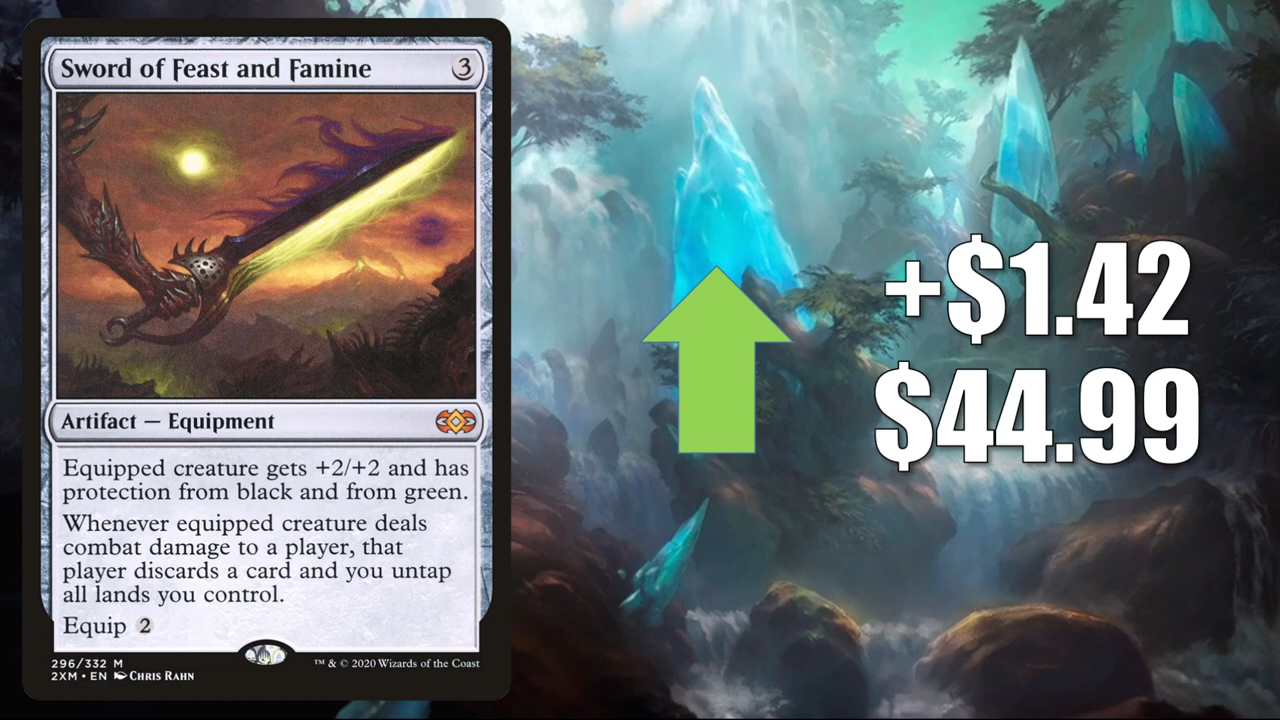 Sword of Feast and Famine 3
Artifact — Equipment
Equipped creature gets +2/+2 and has
protection from black and from green.
Whenever equipped creature deals
combat damage to a player, that
player discards a card and you untap
all lands you control.
Equip 2
296/332 M
2XM • EN Chris Rahn
™ & © 2020 Wizards of the Coast
+$1.42
$44.99